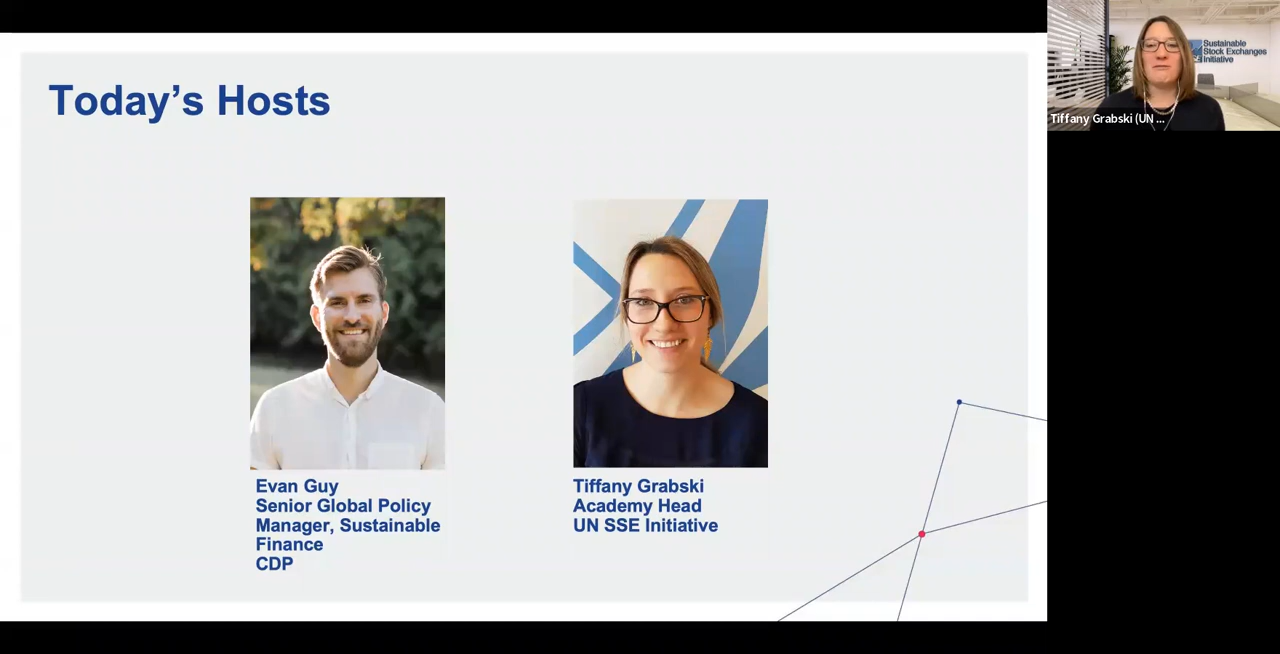 Today’s Hosts
Evan Guy
Senior Global Policy
Manager, Sustainable
Finance
CDP
Tiffany Grabski
Academy Head
UN SSE Initiative
Sustainable
Stock Exchanges
Initiative
Tiffany Grabski (UN ...